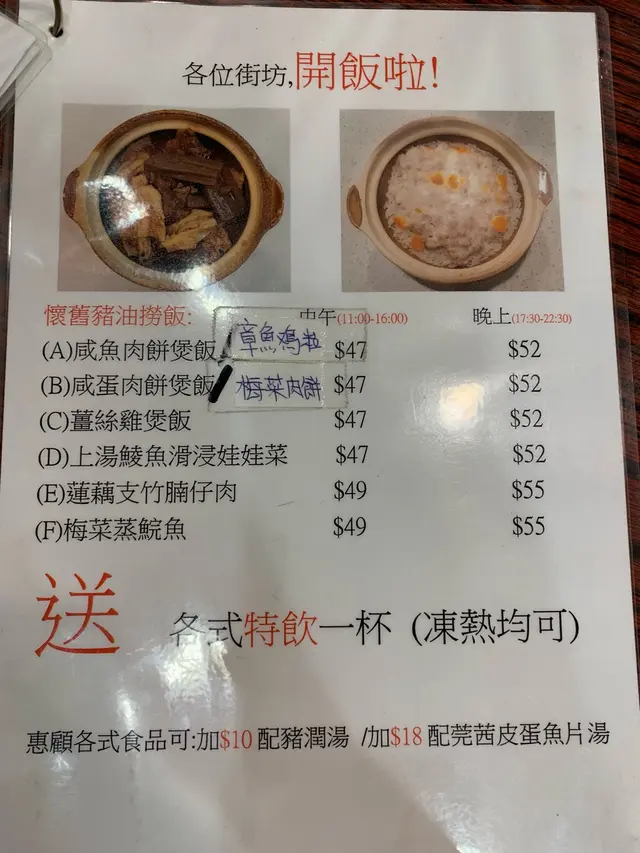 各位街坊,開飯啦!
懷舊豬油撈飯: 中午(11:00-16:00) 晚上(17:30-22:30)
(A)咸魚肉餅煲飯/章魚鸡粒 $47 $52
(B)咸蛋肉餅煲飯/梅菜肉餅 $47 $52
(C)薑絲雞煲飯 $47 $52
(D)上湯鯪魚滑浸娃娃菜 $47 $52
(E)蓮藕支竹腩仔肉 $49 $55
(F)梅菜蒸鯇魚 $49 $55
送 各式特飲一杯 (凍熱均可)
惠顧各式食品可:加$10 配豬潤湯 /加$18 配莞茜皮蛋魚片湯